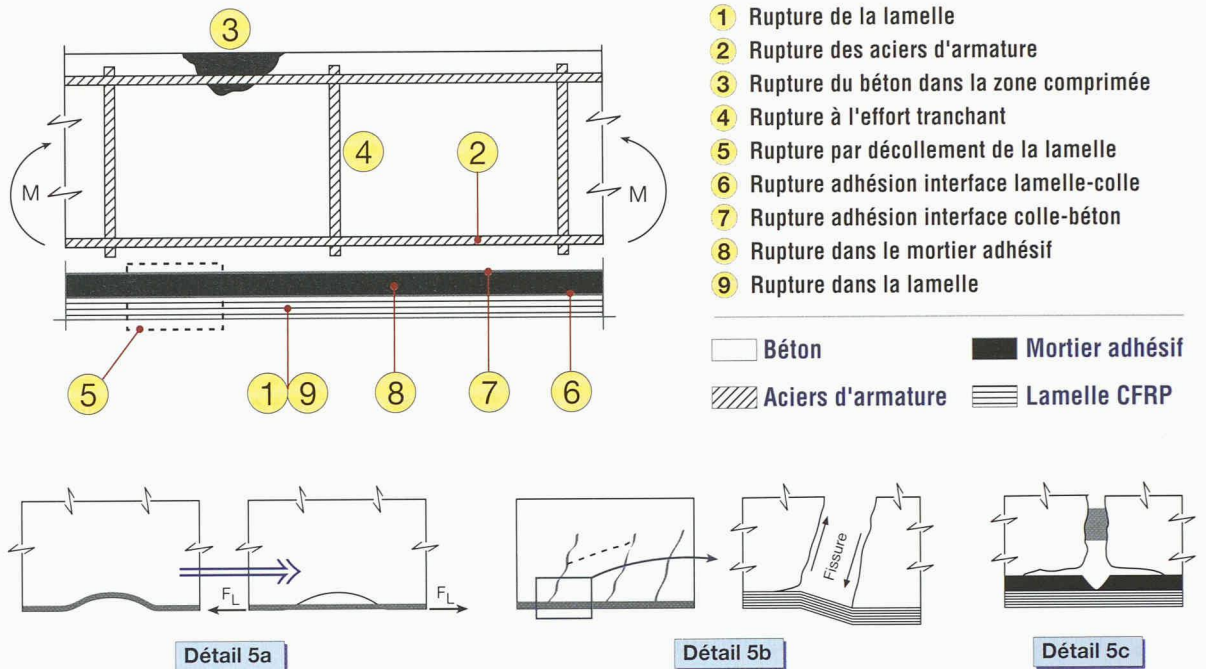 3
4
2
M
M
5
1
9
8
7
6
1 Rupture de la lamelle
2 Rupture des aciers d'armature
3 Rupture du béton dans la zone comprimée
4 Rupture à l'effort tranchant
5 Rupture par décollement de la lamelle
6 Rupture adhésion interface lamelle-colle
7 Rupture adhésion interface colle-béton
8 Rupture dans le mortier adhésif
9 Rupture dans la lamelle
Béton
Mortier adhésif
Aciers d'armature
Lamelle CFRP
FL
FL
Fissure
Détail 5a
Détail 5b
Détail 5c